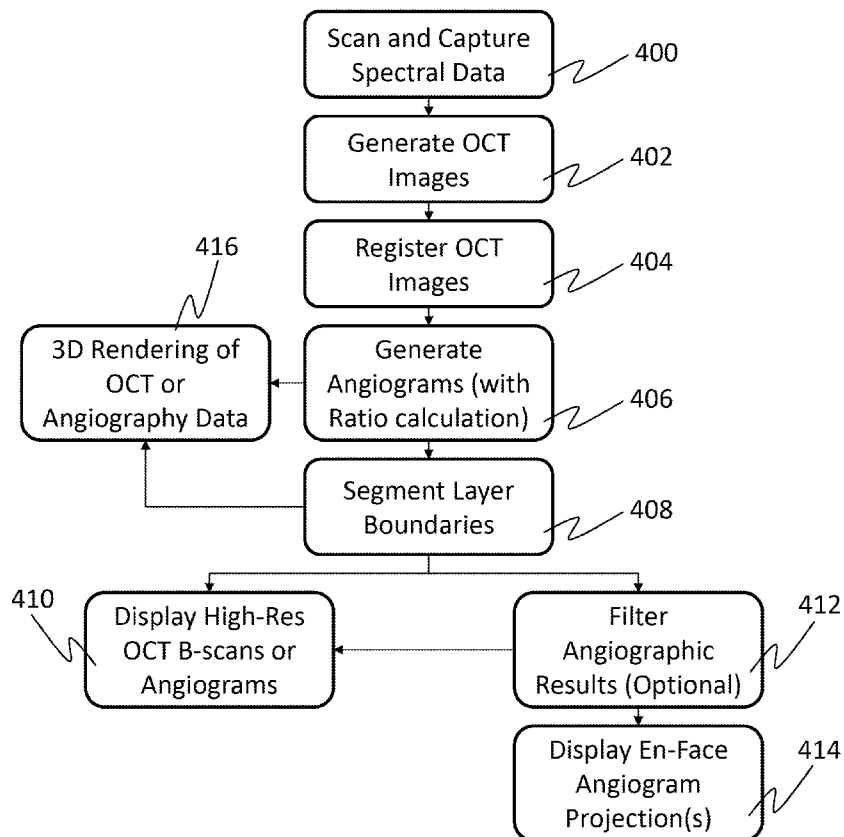 Scan and Capture
Spectral Data
400
Generate OCT
Images
402
Register OCT
Images
404
416
3D Rendering of
OCT or
Angiography Data
Generate
Angiograms (with
Ratio calculation)
406
Segment Layer
Boundaries
408
410
Display High-Res
OCT B-scans or
Angiograms
Filter
Angiographic
Results (Optional)
412
Display En-Face
Angiogram
Projection(s)
414